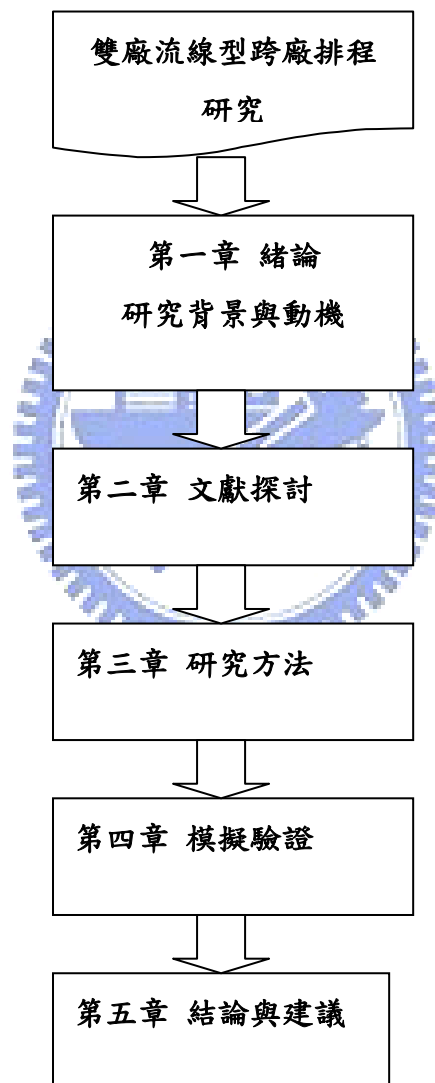 雙廠流線型跨廠排程
研究
第一章 緒論
研究背景與動機
第二章 文獻探討
第三章 研究方法
第四章 模擬驗證
第五章 結論與建議